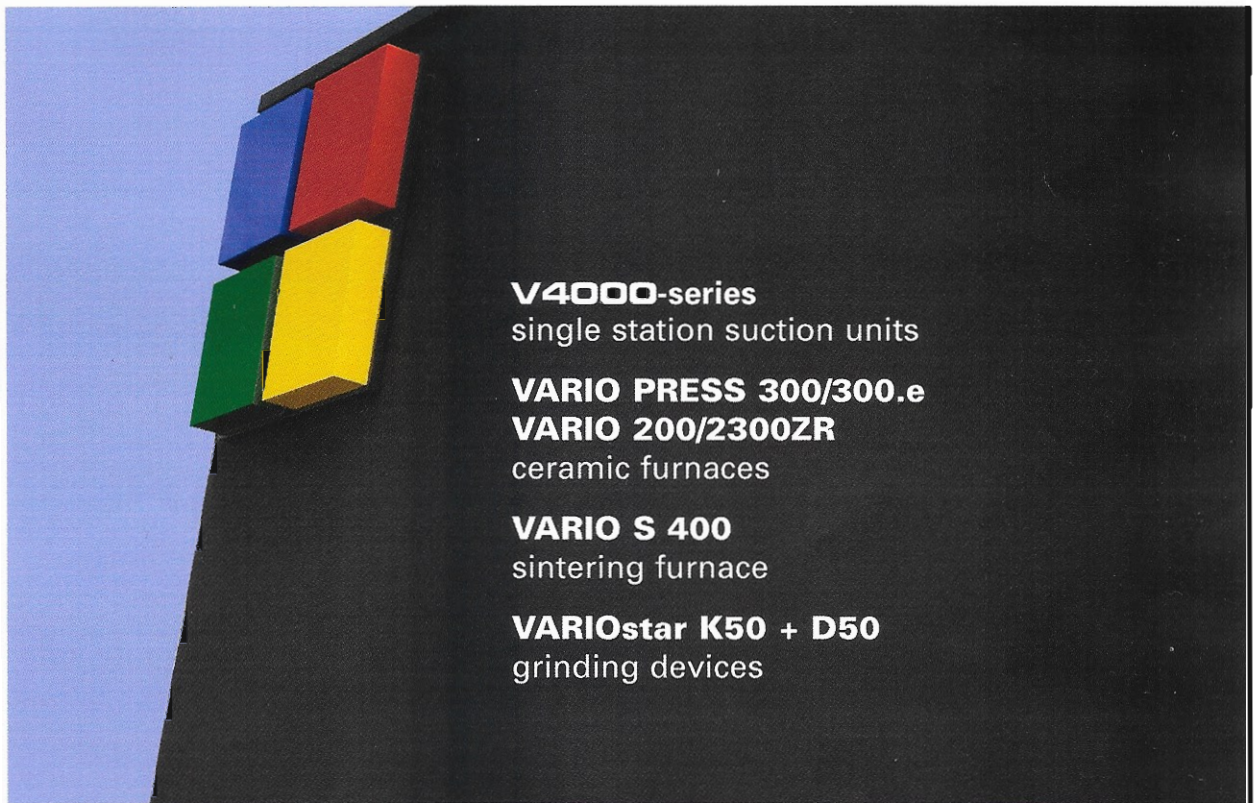 V4000-series
single station suction units
VARIO PRESS 300/300.e
VARIO 200/2300ZR
ceramic furnaces
VARIO S 400
sintering furnace
VARIOstar K50 + D50
grinding devices